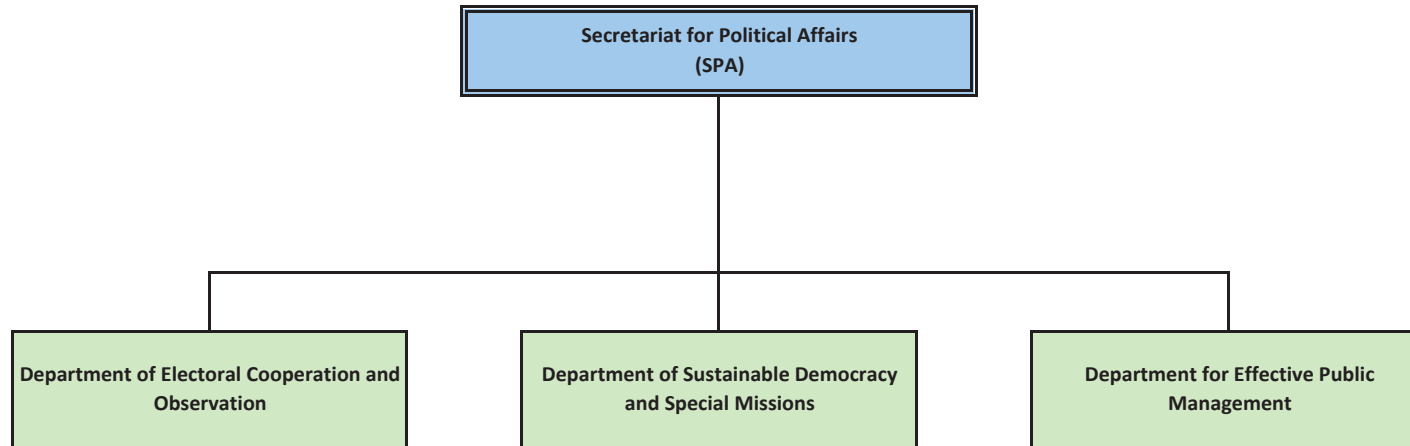 Secretariat for Political Affairs
(SPA)
Department of Electoral Cooperation and
Observation
Department of Sustainable Democracy
and Special Missions
Department for Effective Public
Management